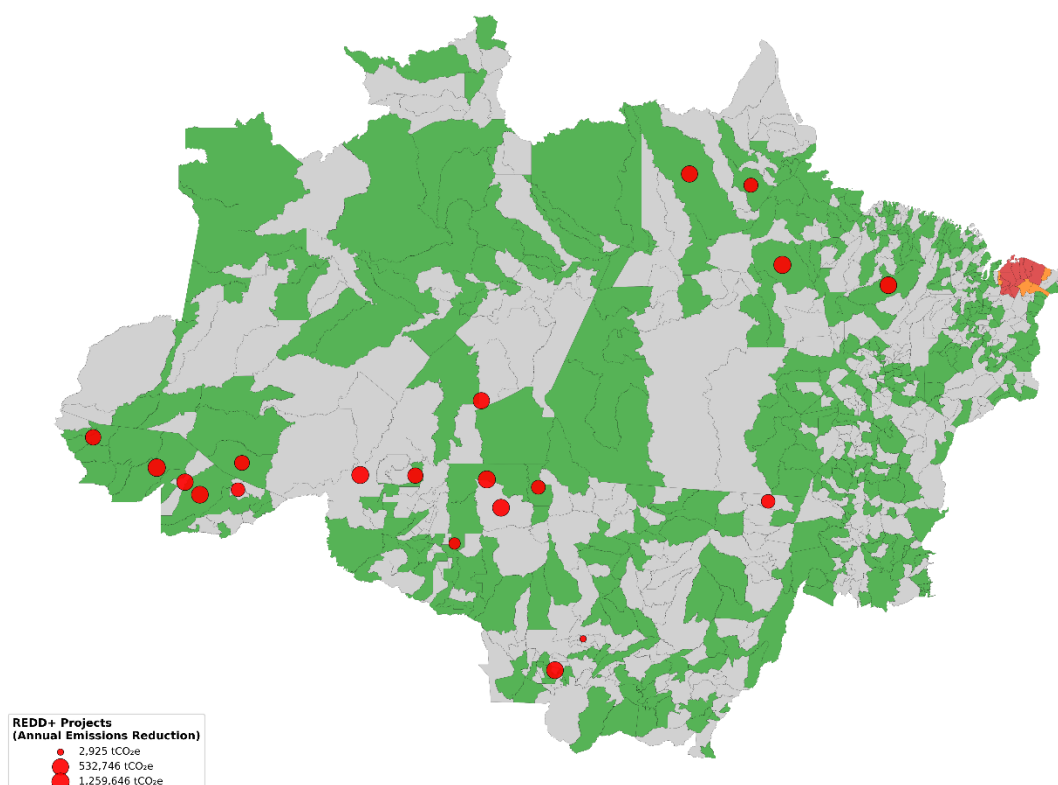 REDD+ Projects
(Annual Emissions Reduction)
2,925 tCO₂e
532,746 tCO₂e
1,259,646 tCO₂e